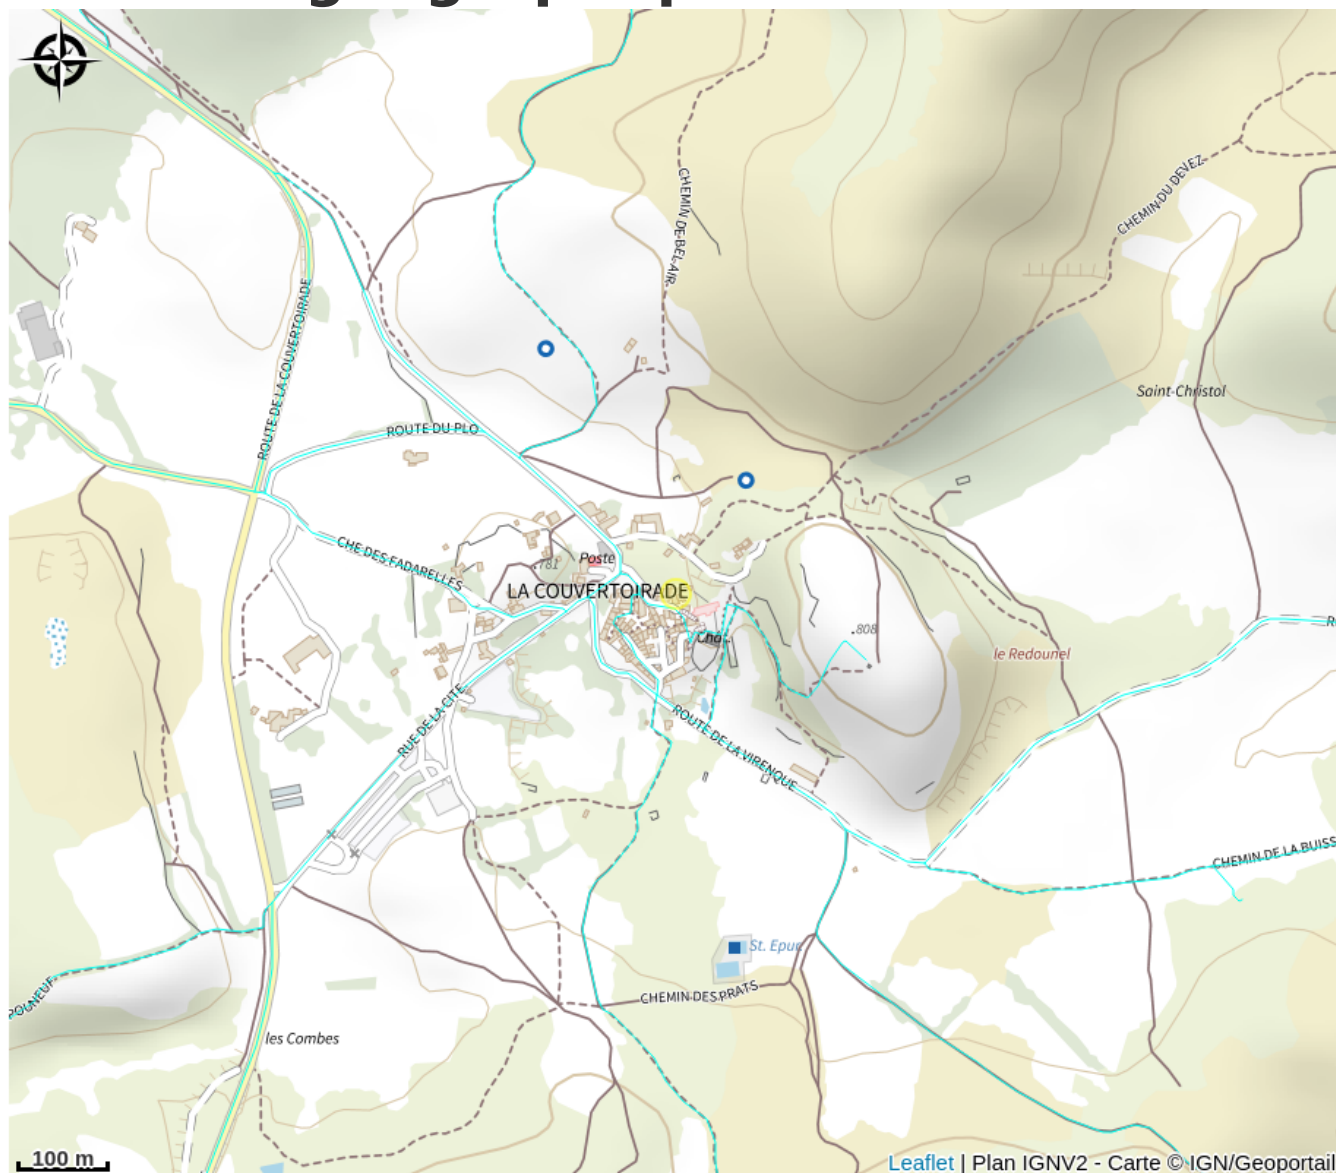 CHEMIN DU DEVEZ
CHEMIN DE BEL-AIR
ROUTE DE LA COUVERTOIRADE
Saint-Christol
ROUTE DU PLO
CHE DES FADARELLES
781
Poste
LA COUVERTOIRADE
Cha
808
le Redounel
RUE DE LA CITE
ROUTE DE LA VIRENQUE
CHEMIN DE LA BUISS
St. Epur.
CHEMIN DES PRATS
les Combes
100 m
Leaflet | Plan IGNV2 - Carte © IGN/Geoportail